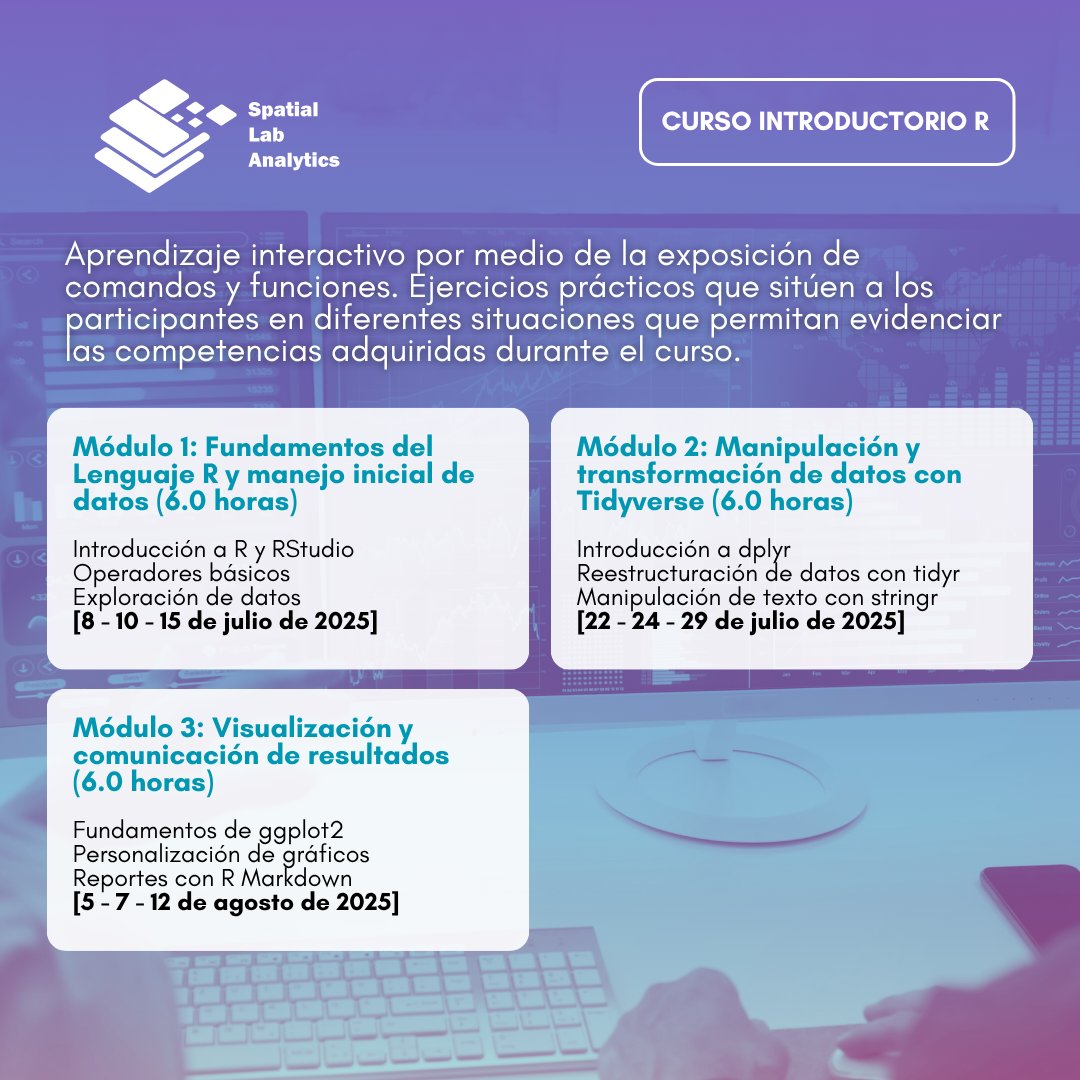 Spatial
Lab
Analytics
CURSO INTRODUCTORIO R
Aprendizaje interactivo por medio de la exposición de
comandos y funciones. Ejercicios prácticos que sitúen a los
participantes en diferentes situaciones que permitan evidenciar
las competencias adquiridas durante el curso.
Módulo 1: Fundamentos del
Lenguaje R y manejo inicial de
datos (6.0 horas)
Introducción a R y RStudio
Operadores básicos
Exploración de datos
[8 - 10 - 15 de julio de 2025]
Módulo 2: Manipulación y
transformación de datos con
Tidyverse (6.0 horas)
Introducción a dplyr
Reestructuración de datos con tidyr
Manipulación de texto con stringr
[22 - 24 - 29 de julio de 2025]
Módulo 3: Visualización y
comunicación de resultados
(6.0 horas)
Fundamentos de ggplot2
Personalización de gráficos
Reportes con R Markdown
[5 - 7 - 12 de agosto de 2025]